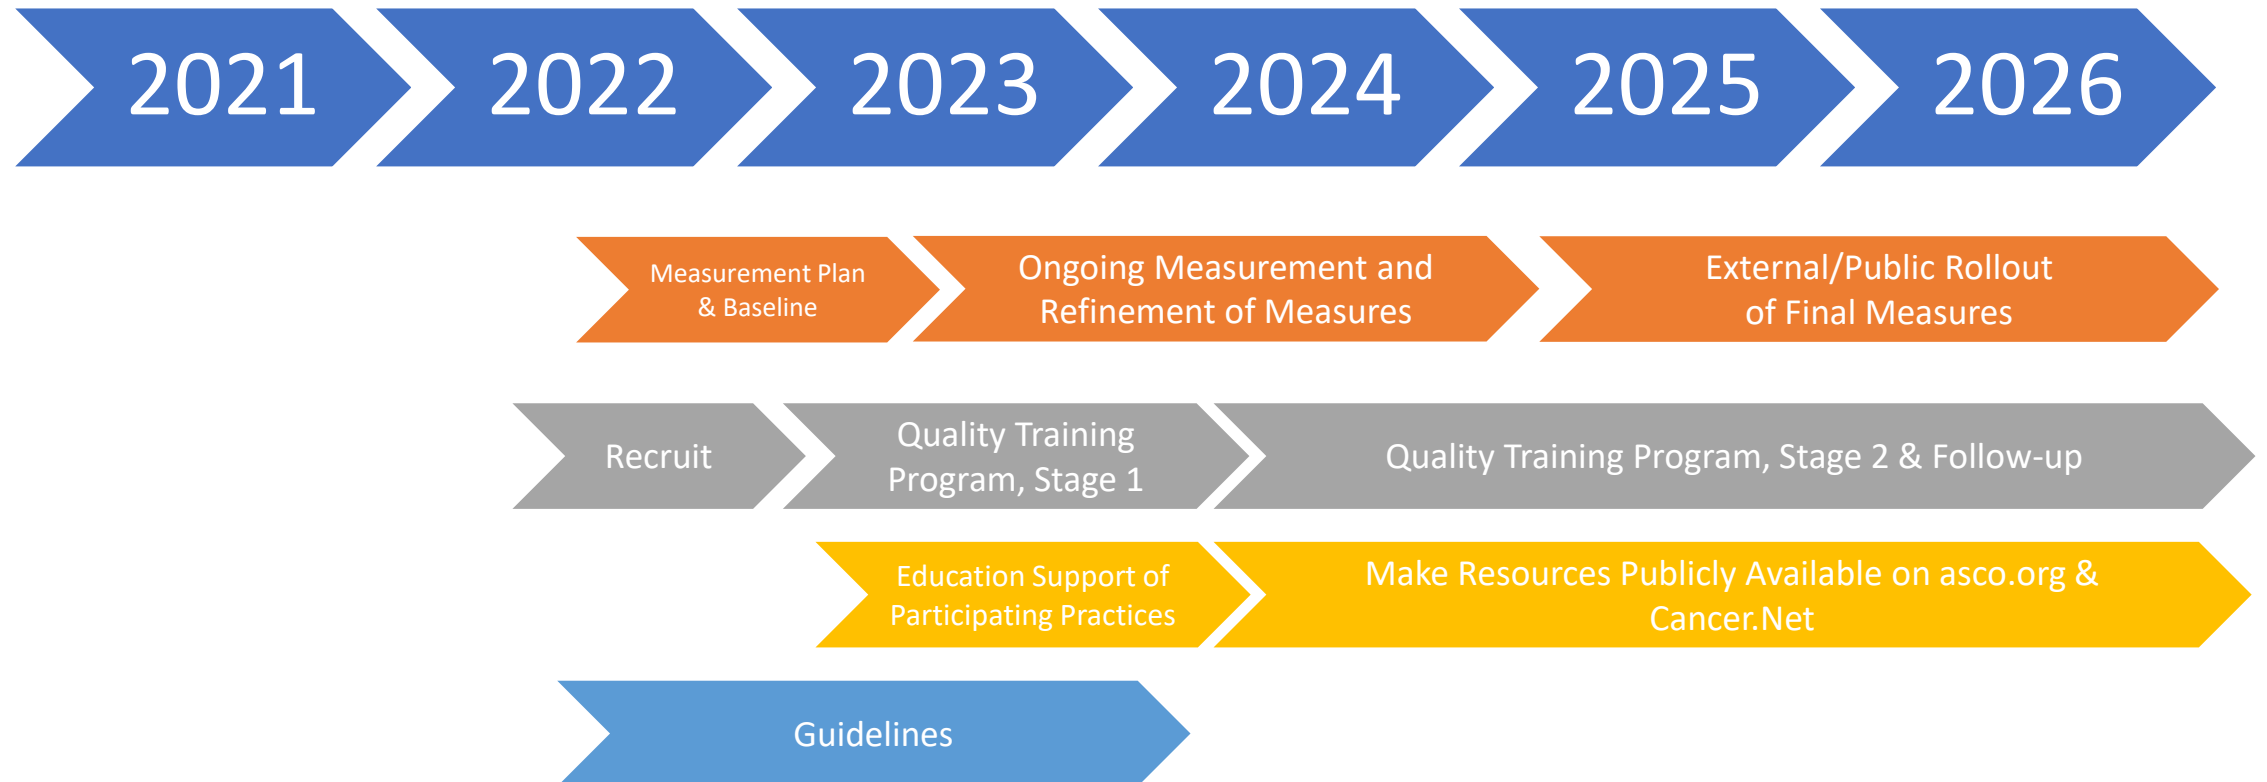 2021
2022
2023
2024
2025
2026
Measurement Plan
& Baseline
Ongoing Measurement and
Refinement of Measures
External/Public Rollout
of Final Measures
Recruit
Quality Training
Program, Stage 1
Quality Training Program, Stage 2 & Follow-up
Education Support of
Participating Practices
Make Resources Publicly Available on asco.org &
Cancer.Net
Guidelines